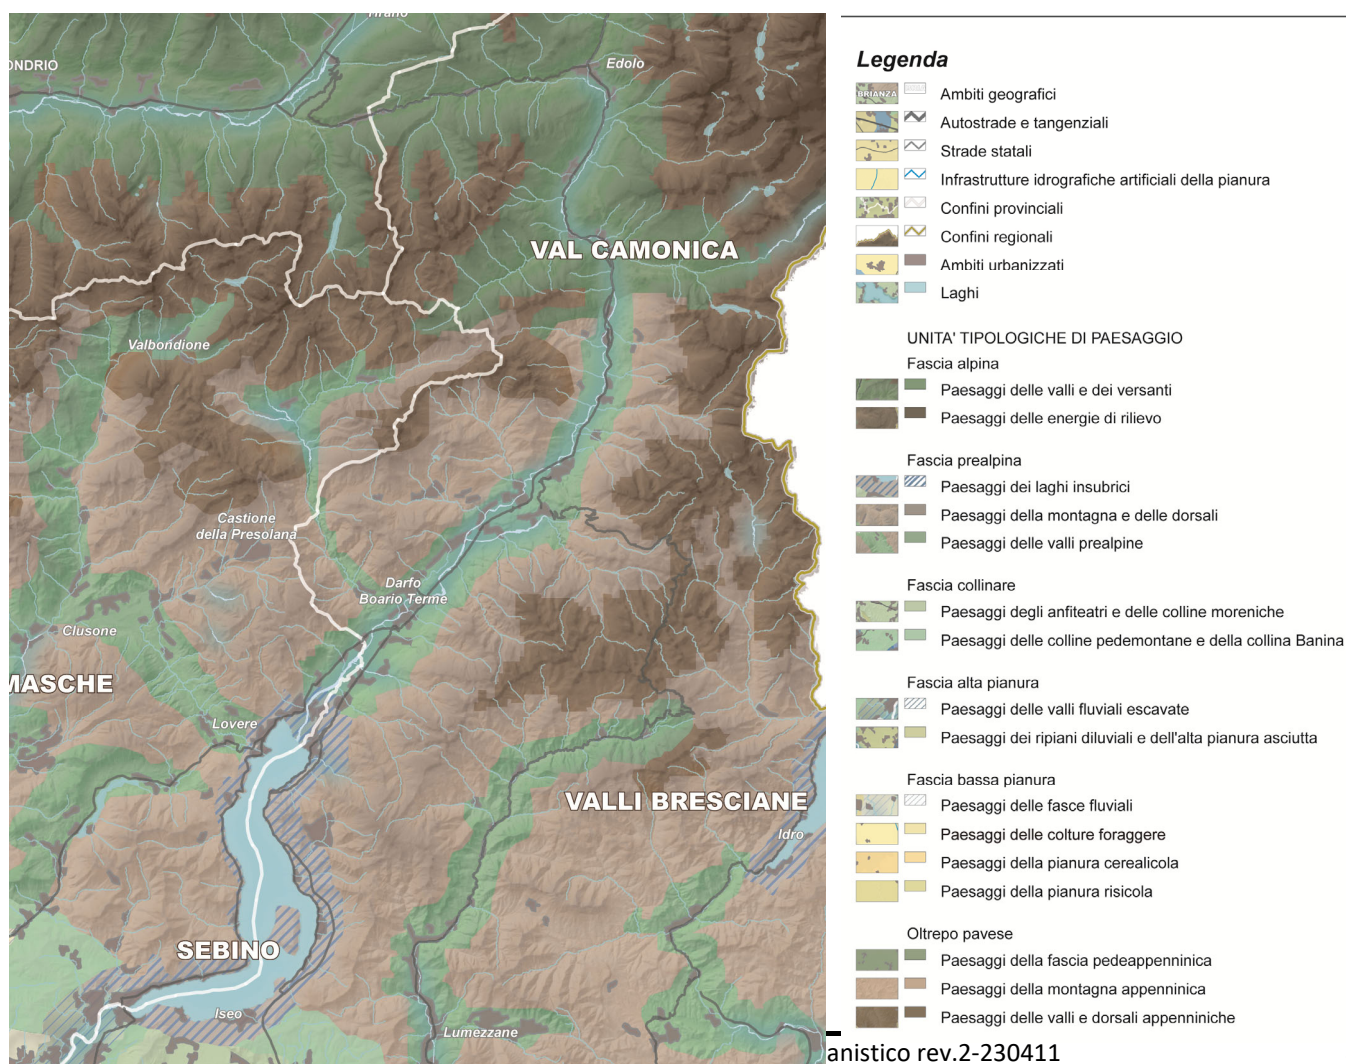 Tirano
ONDRIO
Edolo
VAL CAMONICA
Valbondione
Castione
della Presolana
Darfo
Boario Terme
Clusone
MASCHE
Lovere
VALLI BRESCIANE
Idro
SEBINO
Iseo
Lumezzane
Legenda
BRIANZA
Ambiti geografici
Autostrade e tangenziali
Strade statali
Infrastrutture idrografiche artificiali della pianura
Confini provinciali
Confini regionali
Ambiti urbanizzati
Laghi
UNITA' TIPOLOGICHE DI PAESAGGIO
Fascia alpina
Paesaggi delle valli e dei versanti
Paesaggi delle energie di rilievo
Fascia prealpina
Paesaggi dei laghi insubrici
Paesaggi della montagna e delle dorsali
Paesaggi delle valli prealpine
Fascia collinare
Paesaggi degli anfiteatri e delle colline moreniche
Paesaggi delle colline pedemontane e della collina Banina
Fascia alta pianura
Paesaggi delle valli fluviali escavate
Paesaggi dei ripiani diluviali e dell'alta pianura asciutta
Fascia bassa pianura
Paesaggi delle fasce fluviali
Paesaggi delle colture foraggere
Paesaggi della pianura cerealicola
Paesaggi della pianura risicola
Oltrepo pavese
Paesaggi della fascia pedeappenninica
Paesaggi della montagna appenninica
Paesaggi delle valli e dorsali appenniniche
anistico rev.2-230411